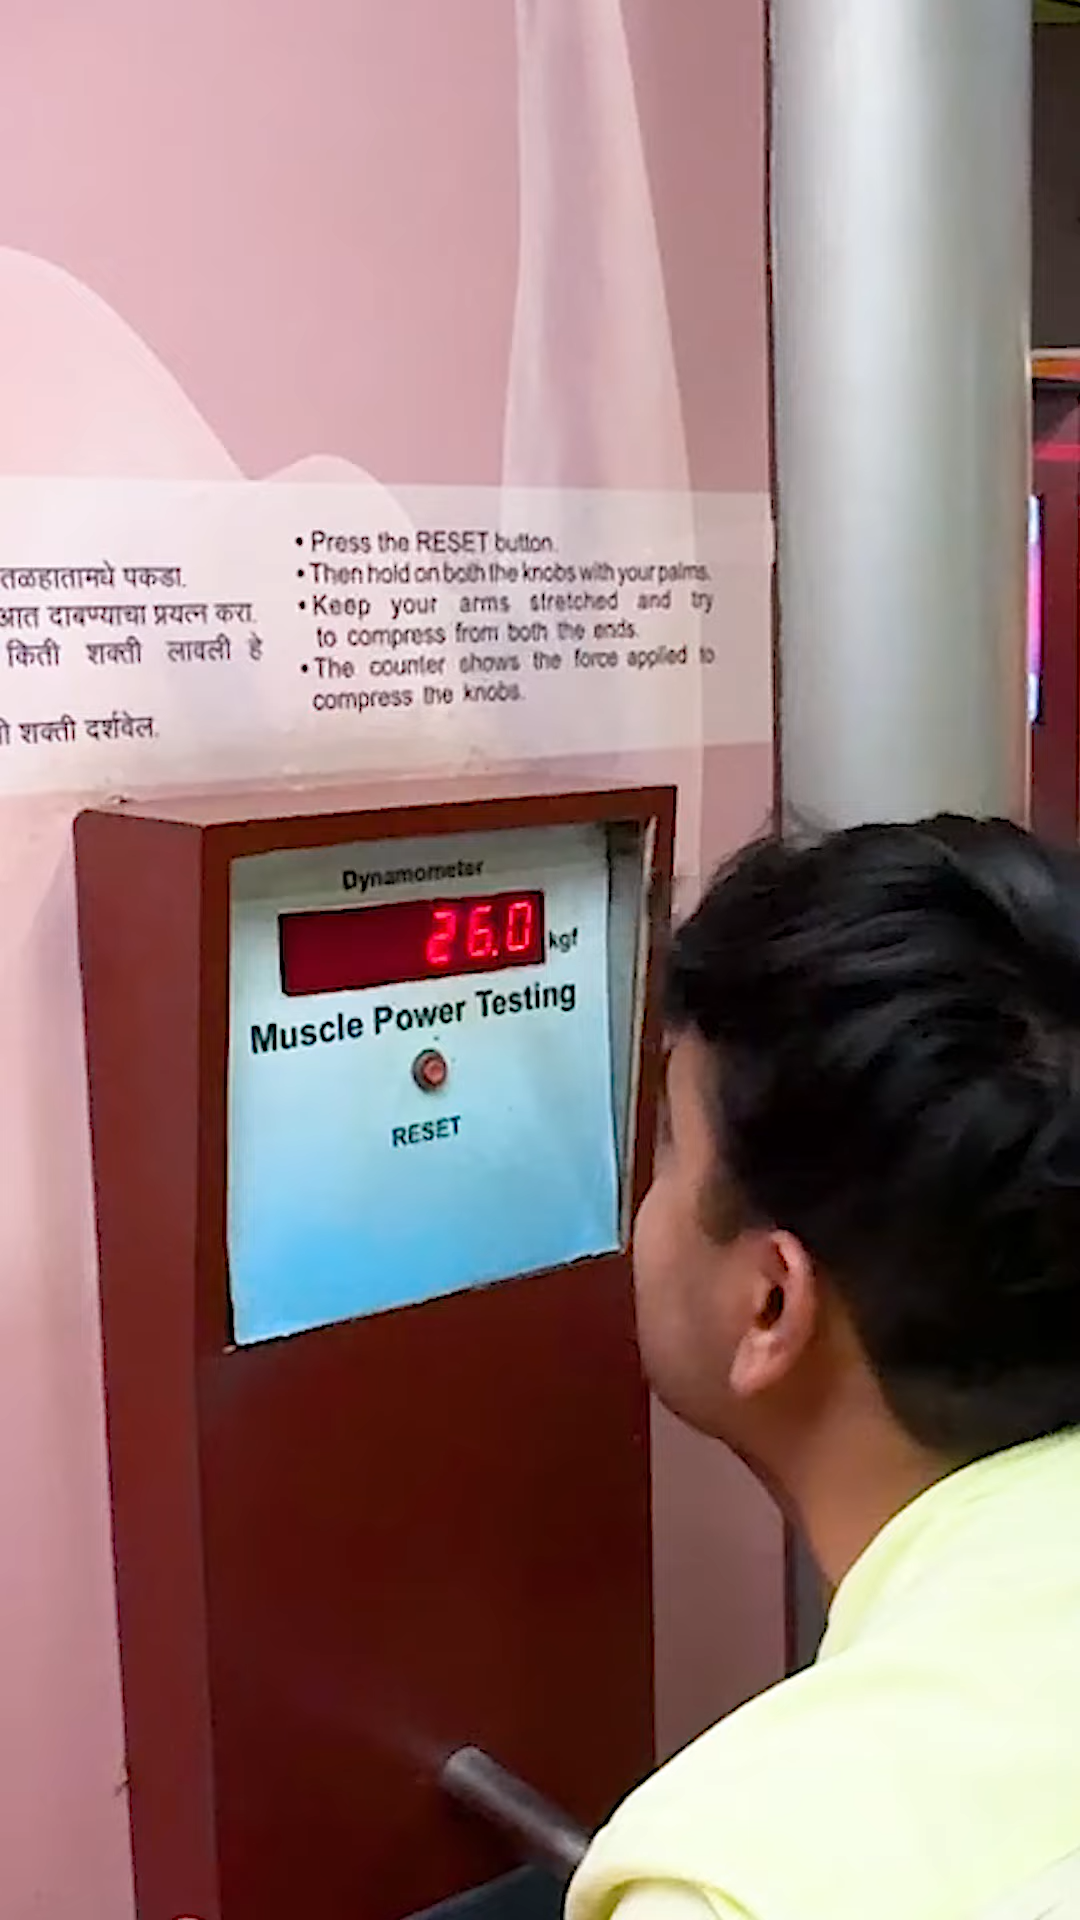 तळहातामधे पकडा.
आत दाबण्याचा प्रयत्न करा.
किती शक्ती लावली हे
शक्ती दर्शवेल.
• Press the RESET button.
• Then hold on both the knobs with your palms.
• Keep your arms stretched and try
to compress from both the ends.
• The counter shows the force applied to
compress the knobs.
Dynamometer
26.0 kgf
Muscle Power Testing
RESET